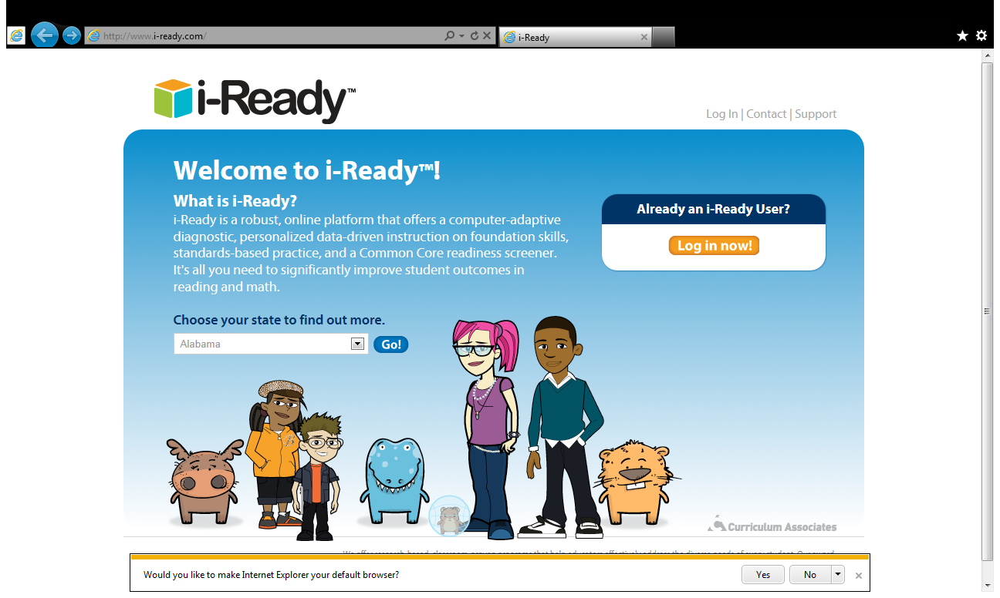 http://www.i-ready.com/
i-Ready
i-Ready™
Log In | Contact | Support
Welcome to i-Ready™!
What is i-Ready?
i-Ready is a robust, online platform that offers a computer-adaptive
diagnostic, personalized data-driven instruction on foundation skills,
standards-based practice, and a Common Core readiness screener.
It's all you need to significantly improve student outcomes in
reading and math.
Already an i-Ready User?
Log in now!
Choose your state to find out more.
Alabama
Go!
Curriculum Associates
Would you like to make Internet Explorer your default browser?
Yes
No